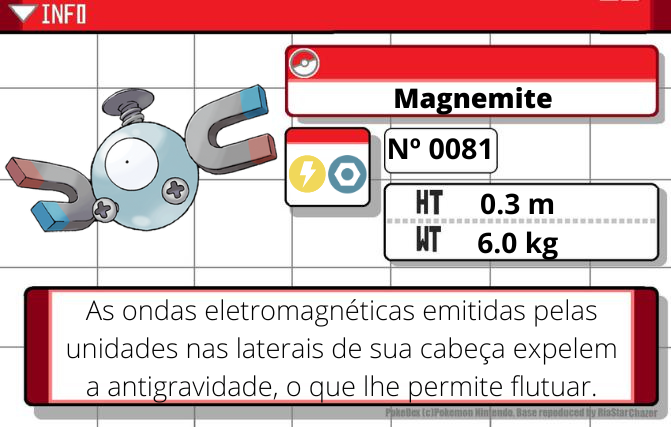 INFO
Magnemite
Nº 0081
HT 0.3 m
WT 6.0 kg
As ondas eletromagnéticas emitidas pelas
unidades nas laterais de sua cabeça expelem
a antigravidade, o que lhe permite flutuar.
PokeDex (c)Pokemon Nintendo. Base repoduced by RiaStarChazer